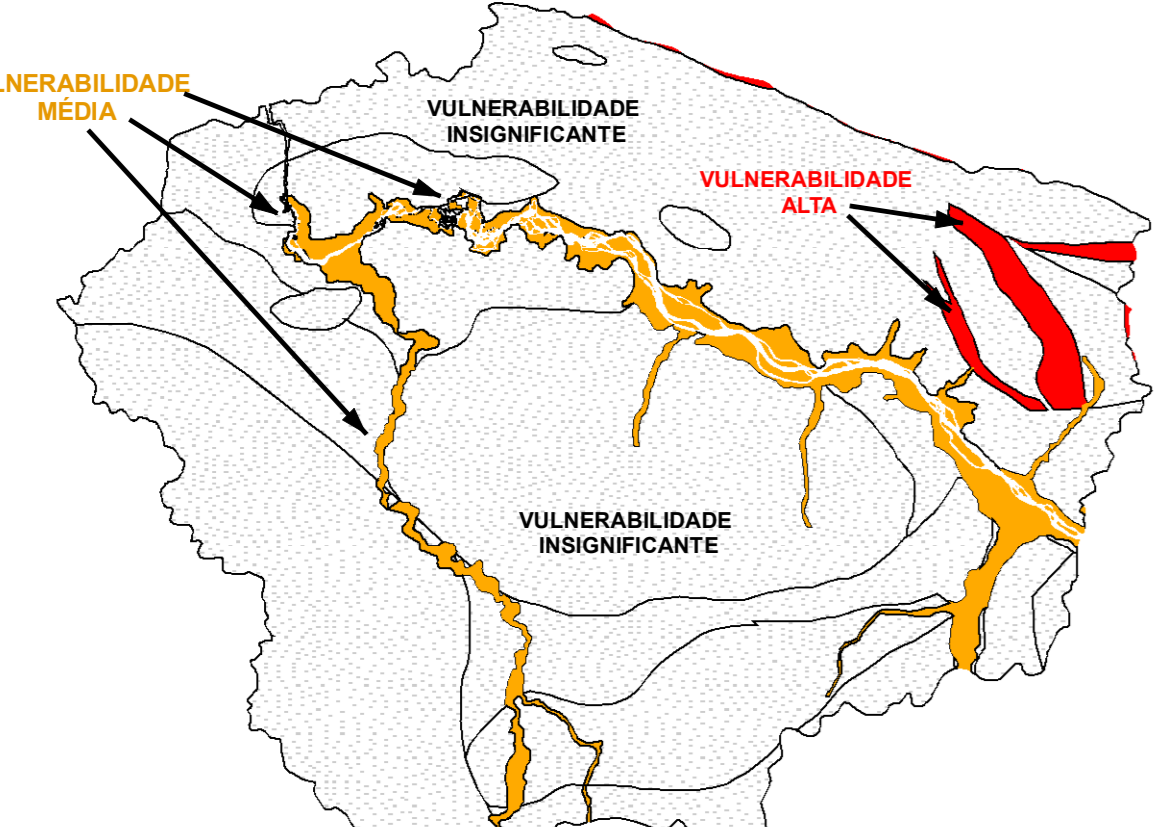 LNERABILIDADE
MÉDIA
VULNERABILIDADE
INSIGNIFICANTE
VULNERABILIDADE
ALTA
VULNERABILIDADE
INSIGNIFICANTE